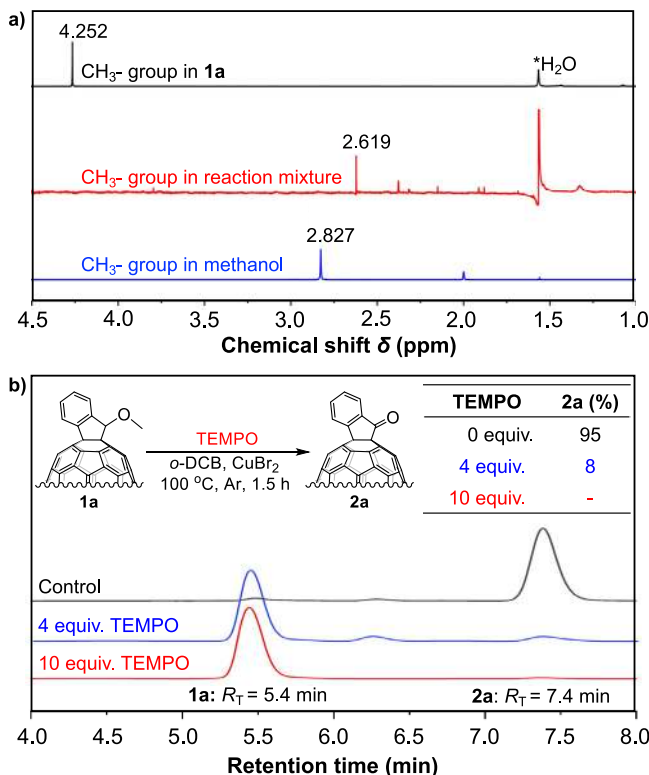 a)
4.252
CH₃- group in 1a
*H₂O
2.619
CH₃- group in reaction mixture
2.827
CH₃- group in methanol
4.5 4.0 3.5 3.0 2.5 2.0 1.5 1.0
Chemical shift δ (ppm)
b)
O
1a
TEMPO
o-DCB, CuBr₂
100 °C, Ar, 1.5 h
O
2a
TEMPO 2a (%)
0 equiv. 95
4 equiv. 8
10 equiv. -
Control
4 equiv. TEMPO
10 equiv. TEMPO
1a: R_T = 5.4 min
2a: R_T = 7.4 min
4.0 4.5 5.0 5.5 6.0 6.5 7.0 7.5 8.0
Retention time (min)